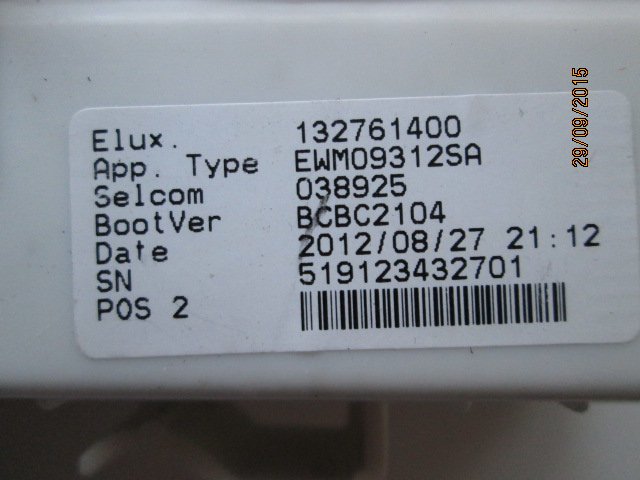 Elux. 132761400
App. Type EWM09312SA
Selcom 038925
BootVer BCBC2104
Date 2012/08/27 21:12
SN 519123432701
POS 2
29/09/2015